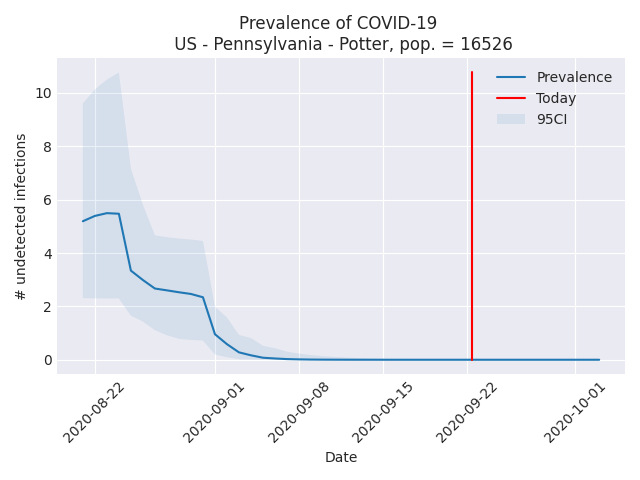 Prevalence of COVID-19
US - Pennsylvania - Potter, pop. = 16526
Prevalence
Today
95CI
# undetected infections
10
8
6
4
2
0
2020-08-22
2020-09-01
2020-09-08
2020-09-15
2020-09-22
2020-10-01
Date